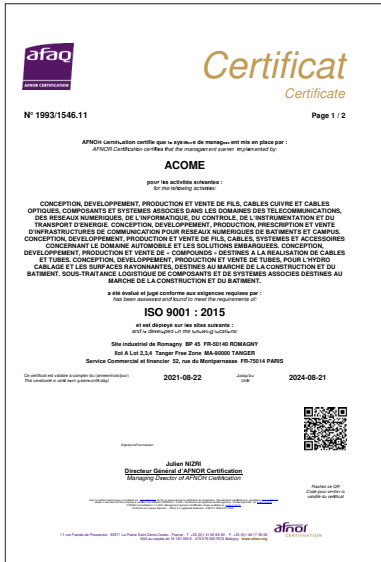 afaq
AFNOR CERTIFICATION
Certificat
Certificate
N° 1993/1546.11
Page 1 / 2
AFNOR Certification certifie que le système de management mis en place par :
AFNOR Certification certifies that the management system implemented by:
ACOME
pour les activités suivantes :
for the following activities:
CONCEPTION, DEVELOPPEMENT, PRODUCTION ET VENTE DE FILS, CABLES CUIVRE ET CABLES
OPTIQUES, COMPOSANTS ET SYSTEMES ASSOCIES DANS LES DOMAINES DES TELECOMMUNICATIONS,
DES RESEAUX NUMERIQUES, DE L'INFORMATIQUE, DU CONTROLE, DE L'INSTRUMENTATION ET DU
TRANSPORT D'ENERGIE. CONCEPTION, DEVELOPPEMENT, PRODUCTION, PRESCRIPTION ET VENTE
D'INFRASTRUCTURES DE COMMUNICATION POUR RESEAUX NUMERIQUES DE BATIMENTS ET CAMPUS.
CONCEPTION, DEVELOPPEMENT, PRODUCTION ET VENTE DE FILS, CABLES, SYSTEMES ET ACCESSOIRES
CONCERNANT LE DOMAINE AUTOMOBILE ET LES SOLUTIONS EMBARQUEES. CONCEPTION,
DEVELOPPEMENT, PRODUCTION ET VENTE DE « COMPOUNDS » DESTINES A LA REALISATION DE CABLES
ET TUBES. CONCEPTION, DEVELOPPEMENT, PRODUCTION ET VENTE DE TUBES, POUR L'HYDRO
CABLAGE ET LES SURFACES RAYONNANTES, DESTINES AU MARCHE DE LA CONSTRUCTION ET DU
BATIMENT. SOUS-TRAITANCE LOGISTIQUE DE COMPOSANTS ET DE SYSTEMES ASSOCIES DESTINES AU
MARCHE DE LA CONSTRUCTION ET DU BATIMENT.
a été évalué et jugé conforme aux exigences requises par :
has been assessed and found to meet the requirements of:
ISO 9001 : 2015
et est déployé sur les sites suivants :
and is developed on the following locations:
Site industriel de Romagny BP 45 FR-50140 ROMAGNY
Ilot A Lot 2,3,4 Tanger Free Zone MA-90000 TANGER
Service Commercial et financier 52, rue du Montparnasse FR-75014 PARIS
Ce certificat est valable à compter du (année/mois/jour)
This certificate is valid from (year/month/day)
2021-08-22
Jusqu'au
Until
2024-08-21
Julien NIZRI
Directeur Général d'AFNOR Certification
Managing Director of AFNOR Certification
Flashez ce QR
Code pour vérifier la
validité du certificat
afnor
CERTIFICATION